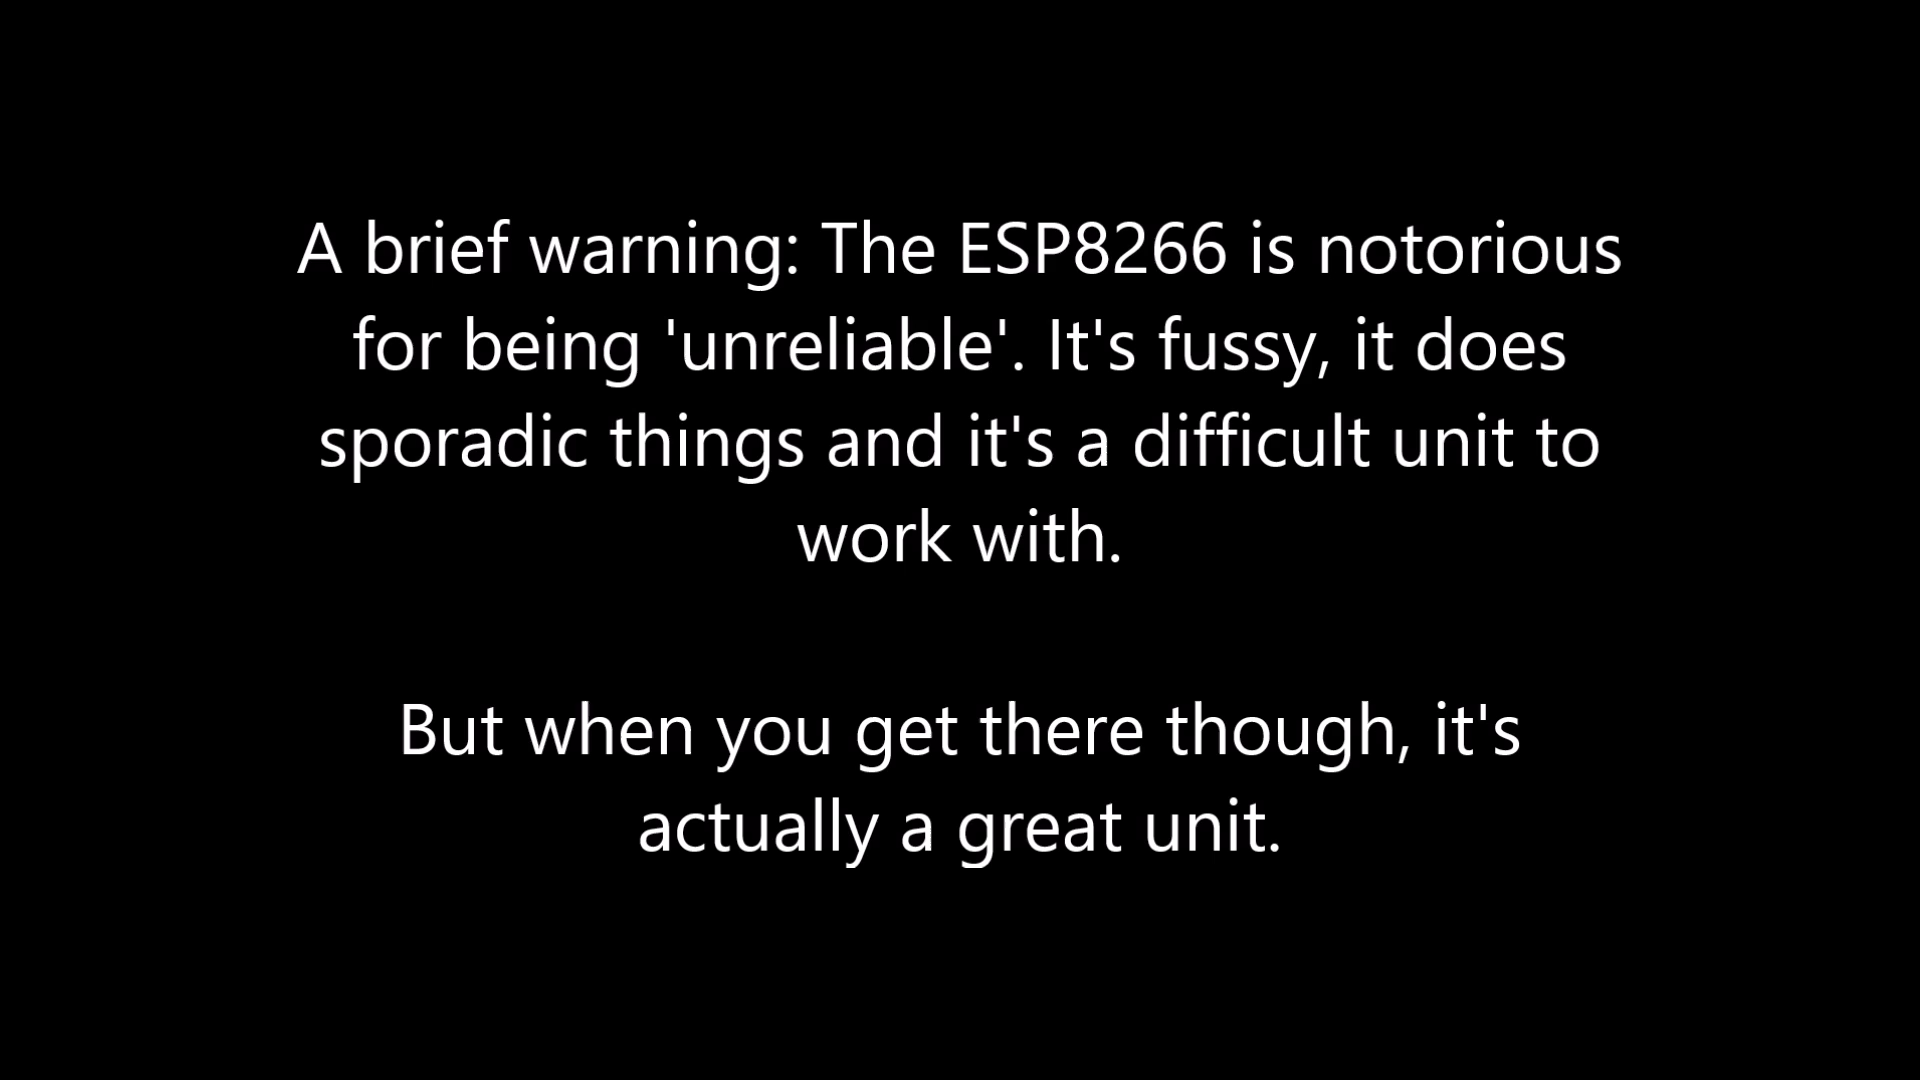 A brief warning: The ESP8266 is notorious
for being 'unreliable'. It's fussy, it does
sporadic things and it's a difficult unit to
work with.
But when you get there though, it's
actually a great unit.